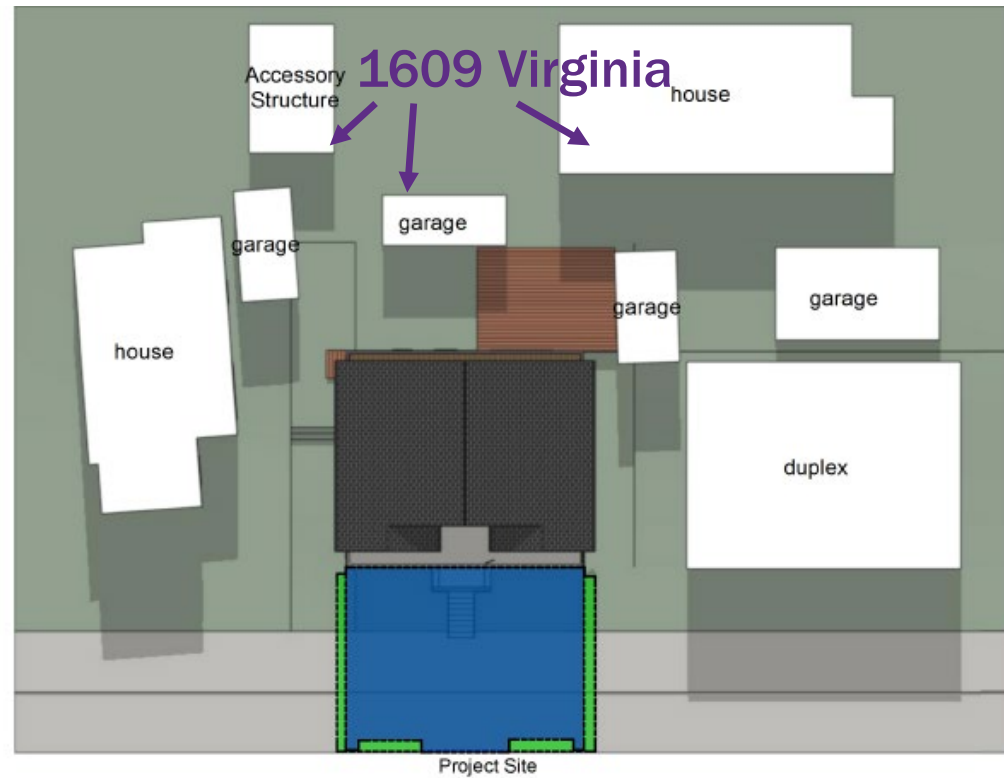 1609 Virginia
Accessory
Structure
house
garage
garage
garage
garage
house
duplex
Project Site